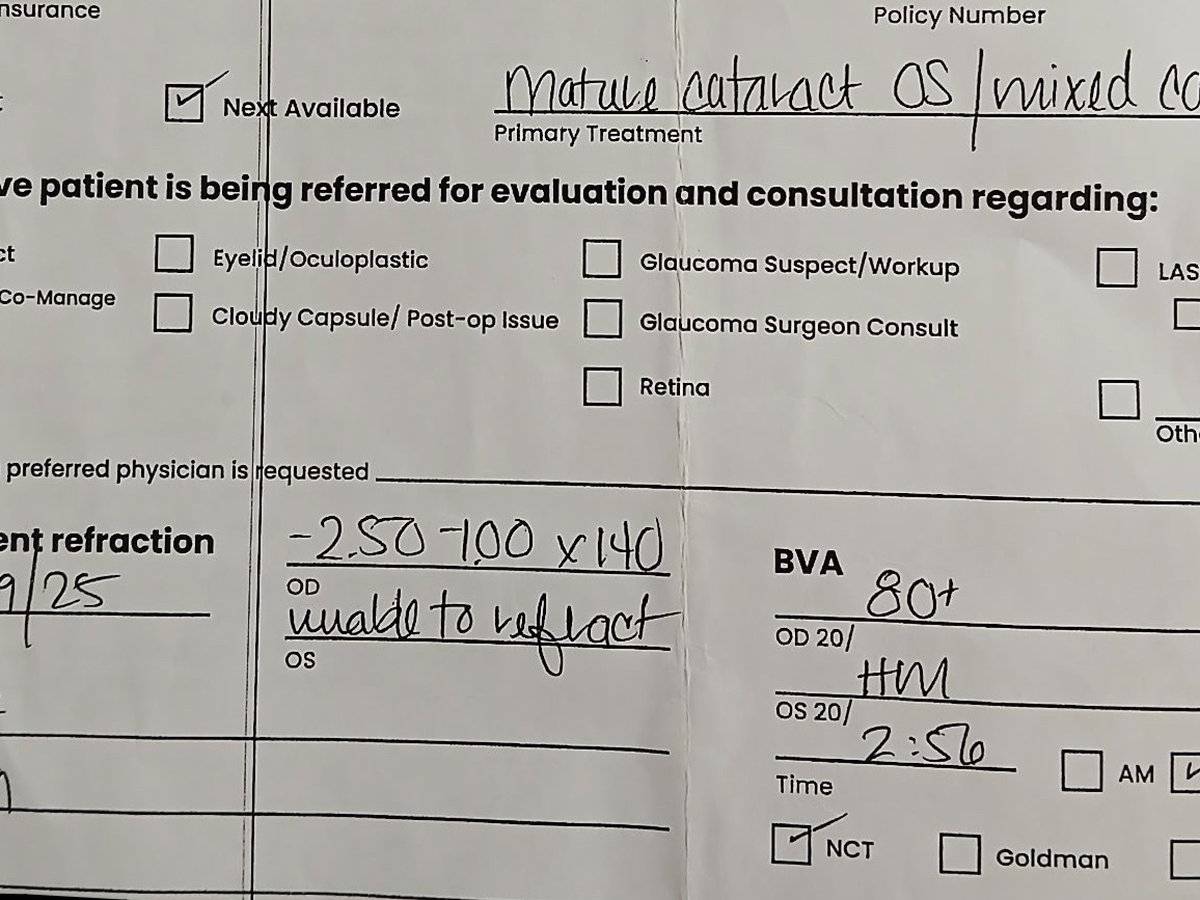 nsurance
Policy Number
Next Available
mature cataract OS / mixed ca
Primary Treatment
ve patient is being referred for evaluation and consultation regarding:
ct
Eyelid/Oculoplastic
Glaucoma Suspect/Workup
LAS
Co-Manage
Cloudy Capsule/ Post-op Issue
Glaucoma Surgeon Consult
Retina
Othe
preferred physician is requested
ent refraction
-2.50 -1.00 x 140
BVA
9/25
OD
80+
unable to refract
OD 20/
OS
HM
OS 20/
2:56
Time
AM
NCT
Goldman